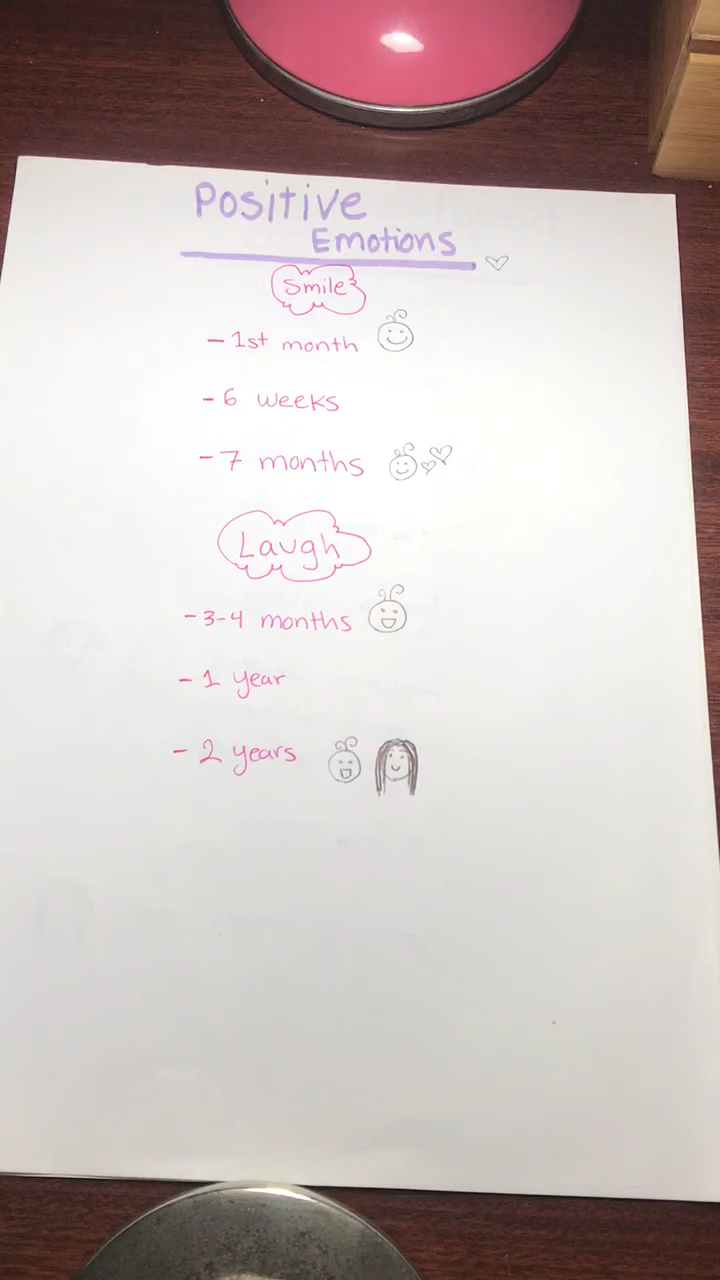 Positive
Emotions
Smile
- 1st month
- 6 weeks
- 7 months
Laugh
- 3-4 months
- 1 year
- 2 years